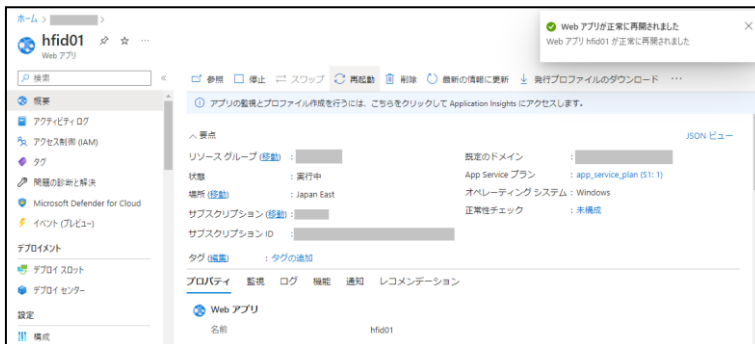 ホーム >
hfid01
Web アプリ
Web アプリが正常に再開されました
Web アプリ hfid01 が正常に再開されました
検索
参照 停止 スワップ 再起動 削除 最新の情報に更新 発行プロファイルのダウンロード …
アプリの監視とプロファイル作成を行うには、こちらをクリックして Application Insights にアクセスします。
概要
アクティビティ ログ
アクセス制御 (IAM)
タグ
問題の診断と解決
Microsoft Defender for Cloud
イベント (プレビュー)
デプロイメント
デプロイ スロット
デプロイ センター
設定
構成
要点
JSON ビュー
リソース グループ (移動) :
状態 : 実行中
場所 (移動) : Japan East
サブスクリプション (移動) :
サブスクリプション ID :
既定のドメイン :
App Service プラン : app_service_plan (S1: 1)
オペレーティング システム : Windows
正常性チェック : 未構成
タグ (編集) : タグの追加
プロパティ 監視 ログ 機能 通知 レコメンデーション
Web アプリ
名前 hfid01